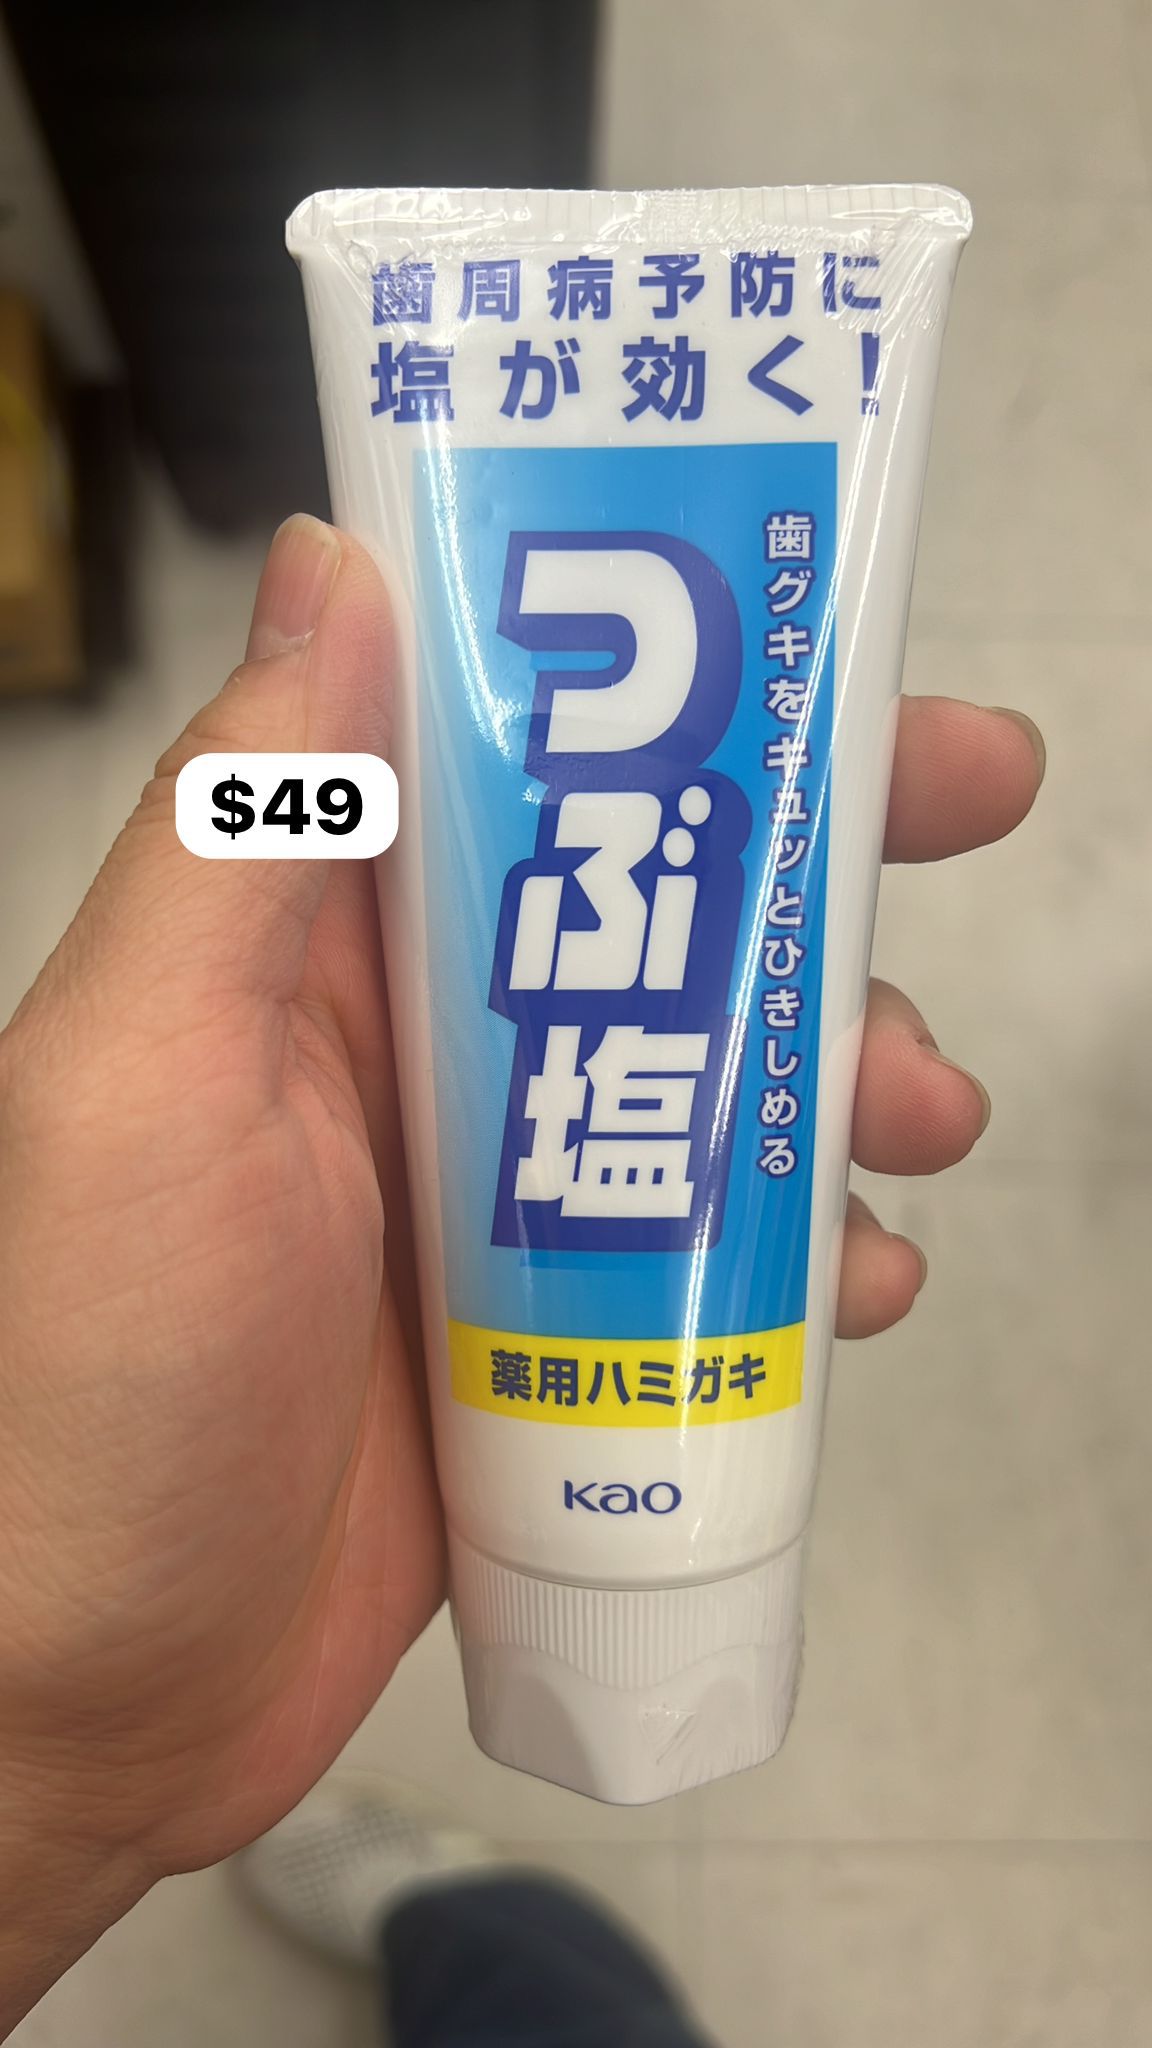 歯周病予防に
塩が効く!
つぶ塩
歯グキをキュッとひきしめる
$49
薬用ハミガキ
Kao